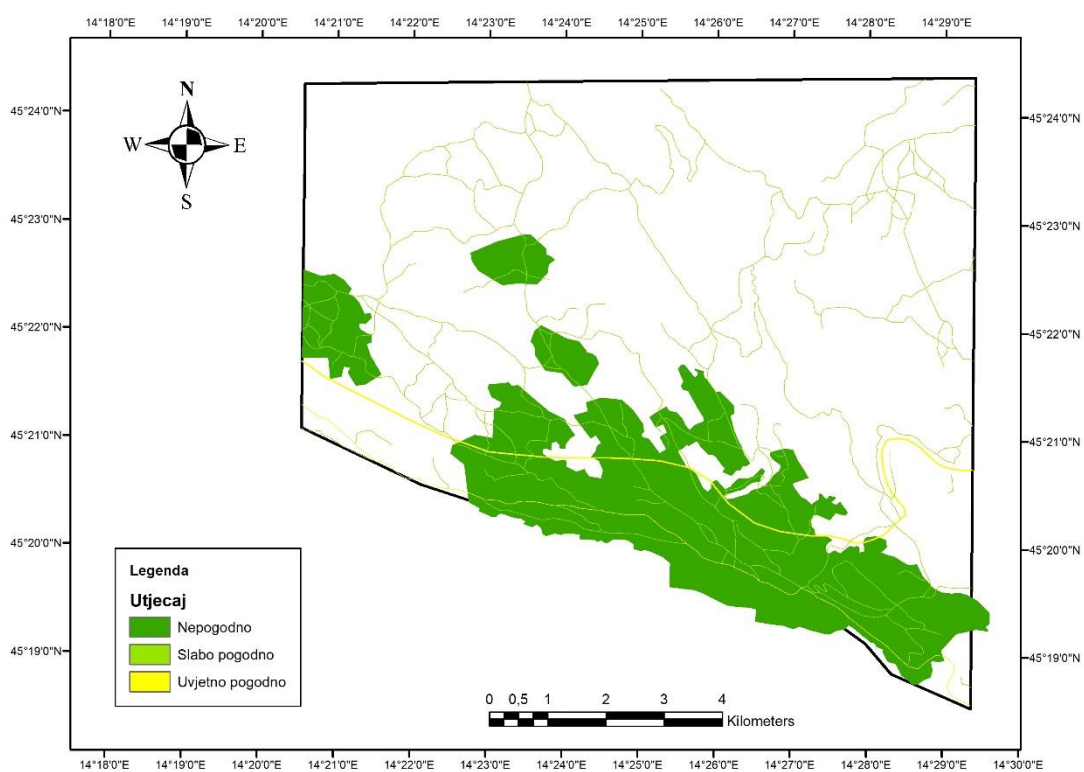 14°18'0"E 14°19'0"E 14°20'0"E 14°21'0"E 14°22'0"E 14°23'0"E 14°24'0"E 14°25'0"E 14°26'0"E 14°27'0"E 14°28'0"E 14°29'0"E
N
W E
S
45°24'0"N 45°24'0"N
45°23'0"N 45°23'0"N
45°22'0"N 45°22'0"N
45°21'0"N 45°21'0"N
45°20'0"N 45°20'0"N
45°19'0"N 45°19'0"N
Legenda
Utjecaj
Nepogodno
Slabo pogodno
Uvjetno pogodno
0 0,5 1 2 3 4
Kilometers
14°18'0"E 14°19'0"E 14°20'0"E 14°21'0"E 14°22'0"E 14°23'0"E 14°24'0"E 14°25'0"E 14°26'0"E 14°27'0"E 14°28'0"E 14°29'0"E 14°30'0"E